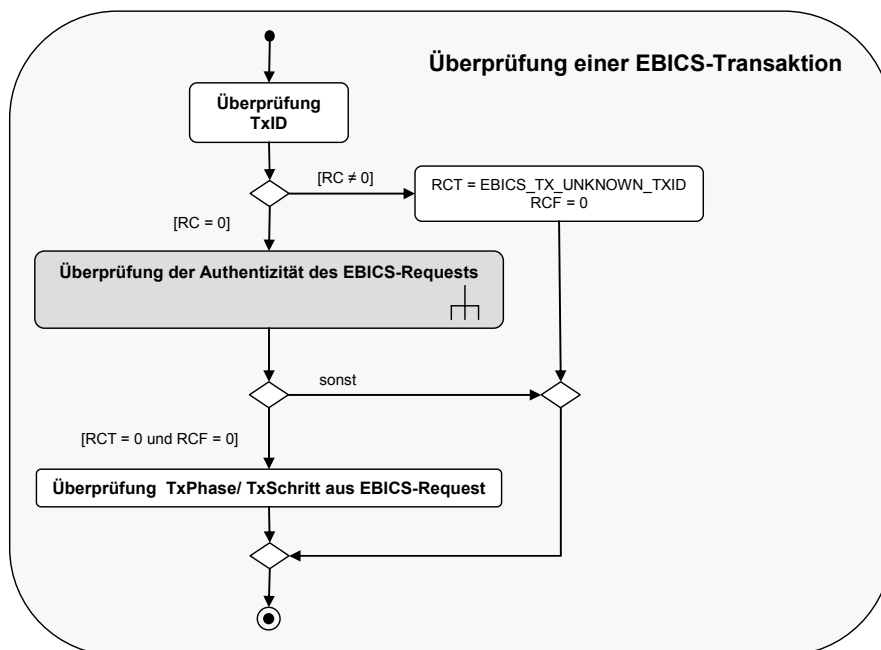 Überprüfung einer EBICS-Transaktion
Überprüfung
TxID
[RC ≠ 0]
RCT = EBICS_TX_UNKNOWN_TXID
RCF = 0
[RC = 0]
Überprüfung der Authentizität des EBICS-Requests
sonst
[RCT = 0 und RCF = 0]
Überprüfung TxPhase/ TxSchritt aus EBICS-Request